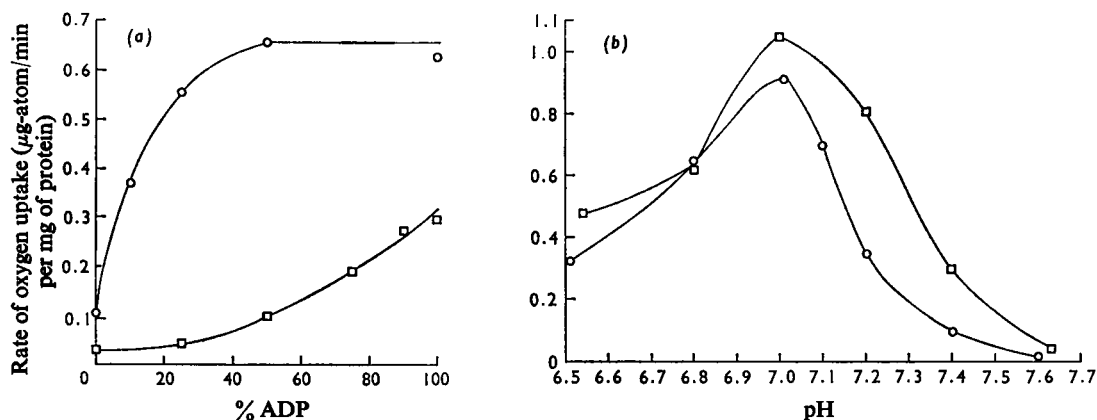 Rate of oxygen uptake (µg-atom/min
per mg of protein)
(a)
0.7
0.6
0.5
0.4
0.3
0.2
0.1
0 20 40 60 80 100
% ADP
(b)
1.0
0.8
0.6
0.4
0.2
0
6.5 6.6 6.7 6.8 6.9 7.0 7.1 7.2 7.3 7.4 7.5 7.6 7.7
pH